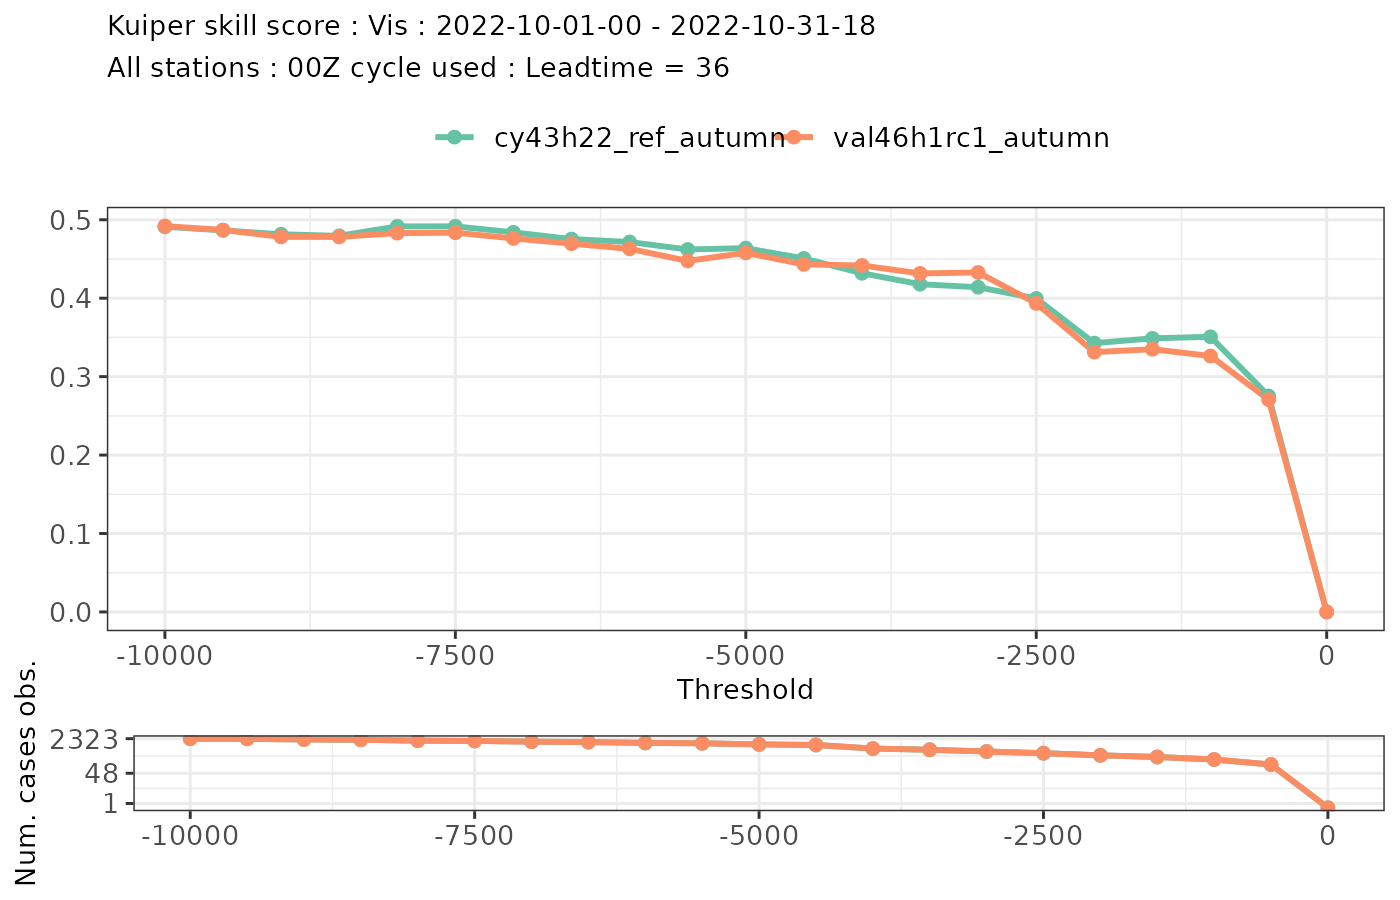 Kuiper skill score : Vis : 2022-10-01-00 - 2022-10-31-18
All stations : 00Z cycle used : Leadtime = 36
cy43h22_ref_autumn val46h1rc1_autumn
0.5
0.4
0.3
0.2
0.1
0.0
-10000 -7500 -5000 -2500 0
Threshold
Num. cases obs.
2323
48
1
-10000 -7500 -5000 -2500 0